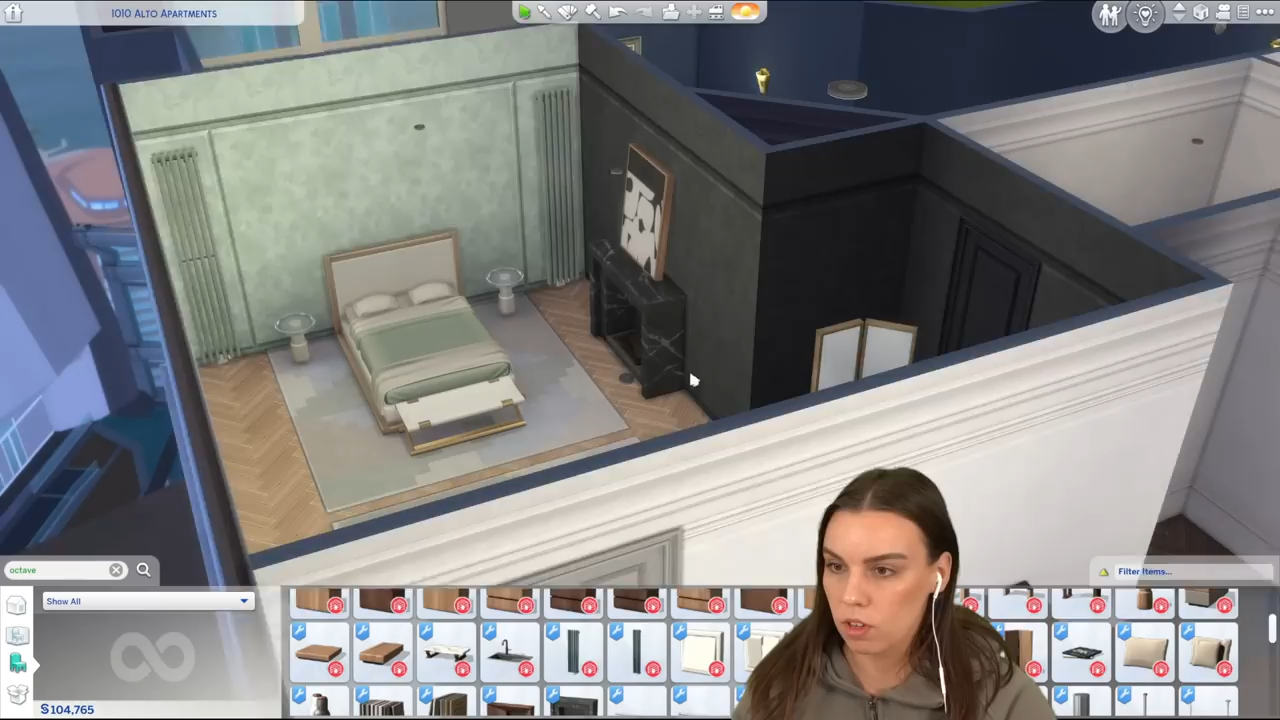 1010 ALTO APARTMENTS
octave
Filter Items...
Show All
§104,765